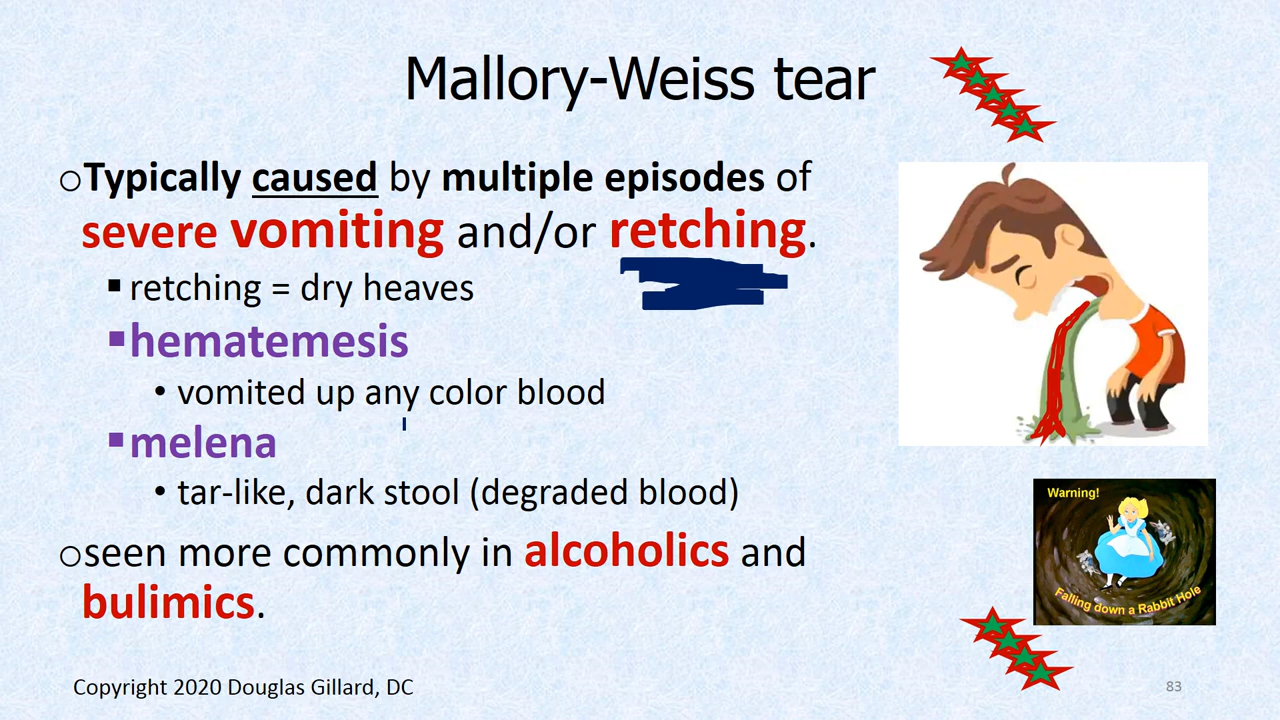 Mallory-Weiss tear
○Typically caused by multiple episodes of
severe vomiting and/or retching.
▪retching = dry heaves
▪hematemesis
• vomited up any color blood
▪melena
• tar-like, dark stool (degraded blood)
○seen more commonly in alcoholics and
bulimics.
Warning!
Falling down a Rabbit Hole
Copyright 2020 Douglas Gillard, DC
83